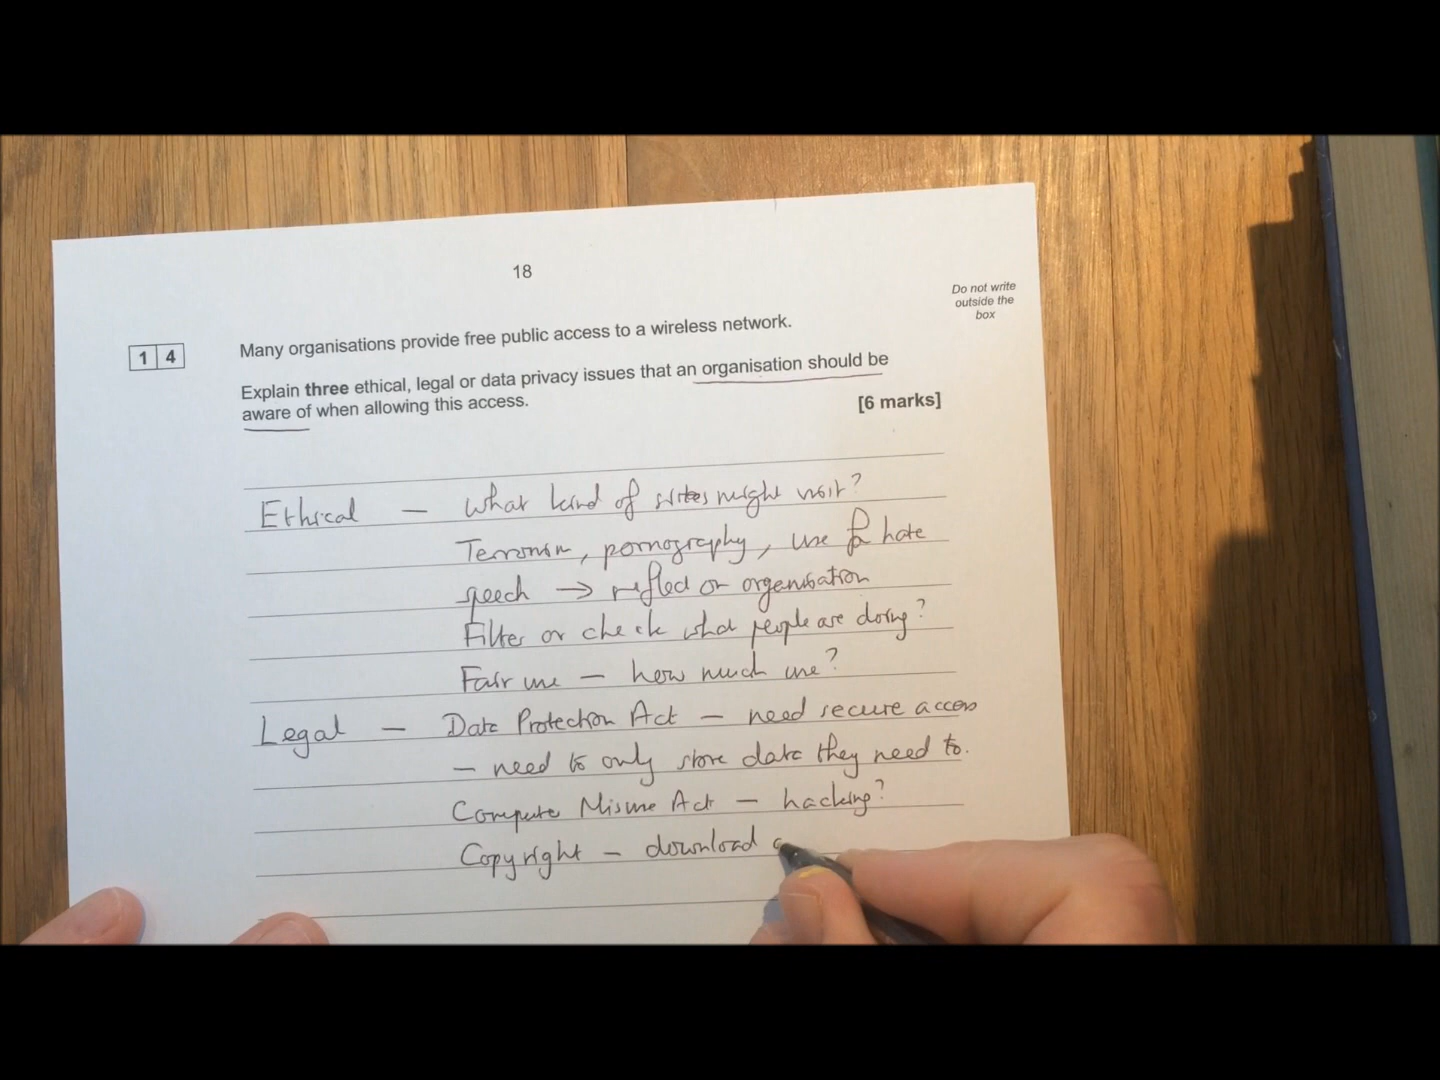 18
Do not write
outside the
box
1 4
Many organisations provide free public access to a wireless network.
Explain three ethical, legal or data privacy issues that an organisation should be
aware of when allowing this access.
[6 marks]
Ethical — What kind of sites might visit?
Terrorism, pornography, use for hate
speech → reflect on organisation
Filter or check what people are doing?
Fair use — how much use?
Legal — Data Protection Act — need secure access
— need to only store data they need to.
Computer Misuse Act — hacking?
Copyright — download